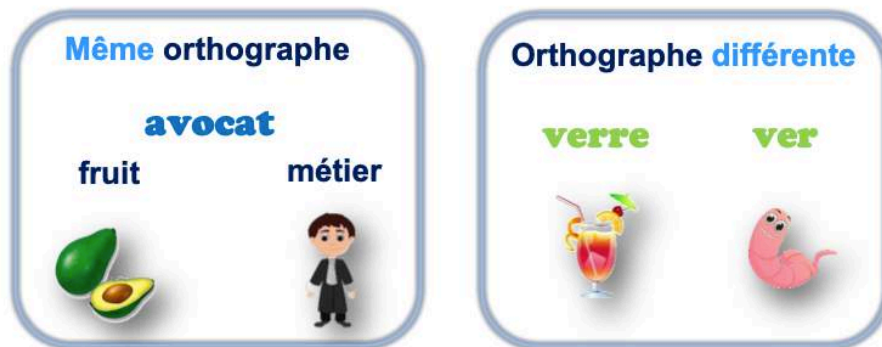 Même orthographe
avocat
fruit métier
Orthographe différente
verre ver